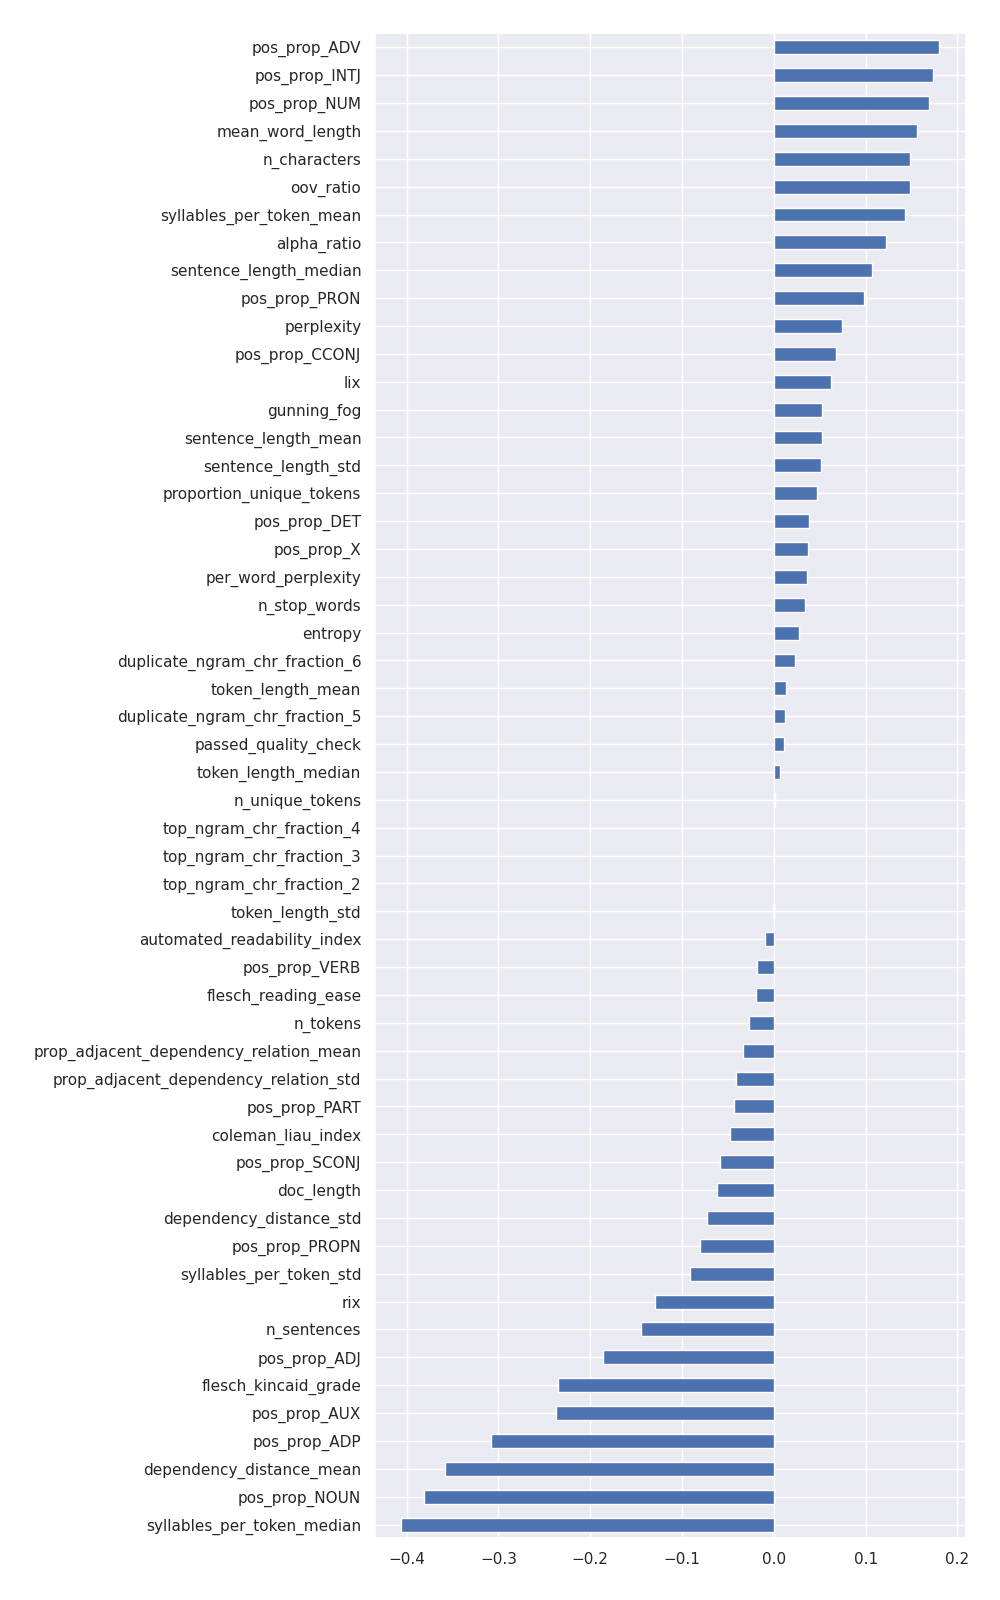 pos_prop_ADV
pos_prop_INTJ
pos_prop_NUM
mean_word_length
n_characters
oov_ratio
syllables_per_token_mean
alpha_ratio
sentence_length_median
pos_prop_PRON
perplexity
pos_prop_CCONJ
lix
gunning_fog
sentence_length_mean
sentence_length_std
proportion_unique_tokens
pos_prop_DET
pos_prop_X
per_word_perplexity
n_stop_words
entropy
duplicate_ngram_chr_fraction_6
token_length_mean
duplicate_ngram_chr_fraction_5
passed_quality_check
token_length_median
n_unique_tokens
top_ngram_chr_fraction_4
top_ngram_chr_fraction_3
top_ngram_chr_fraction_2
token_length_std
automated_readability_index
pos_prop_VERB
flesch_reading_ease
n_tokens
prop_adjacent_dependency_relation_mean
prop_adjacent_dependency_relation_std
pos_prop_PART
coleman_liau_index
pos_prop_SCONJ
doc_length
dependency_distance_std
pos_prop_PROPN
syllables_per_token_std
rix
n_sentences
pos_prop_ADJ
flesch_kincaid_grade
pos_prop_AUX
pos_prop_ADP
dependency_distance_mean
pos_prop_NOUN
syllables_per_token_median
−0.4 −0.3 −0.2 −0.1 0.0 0.1 0.2